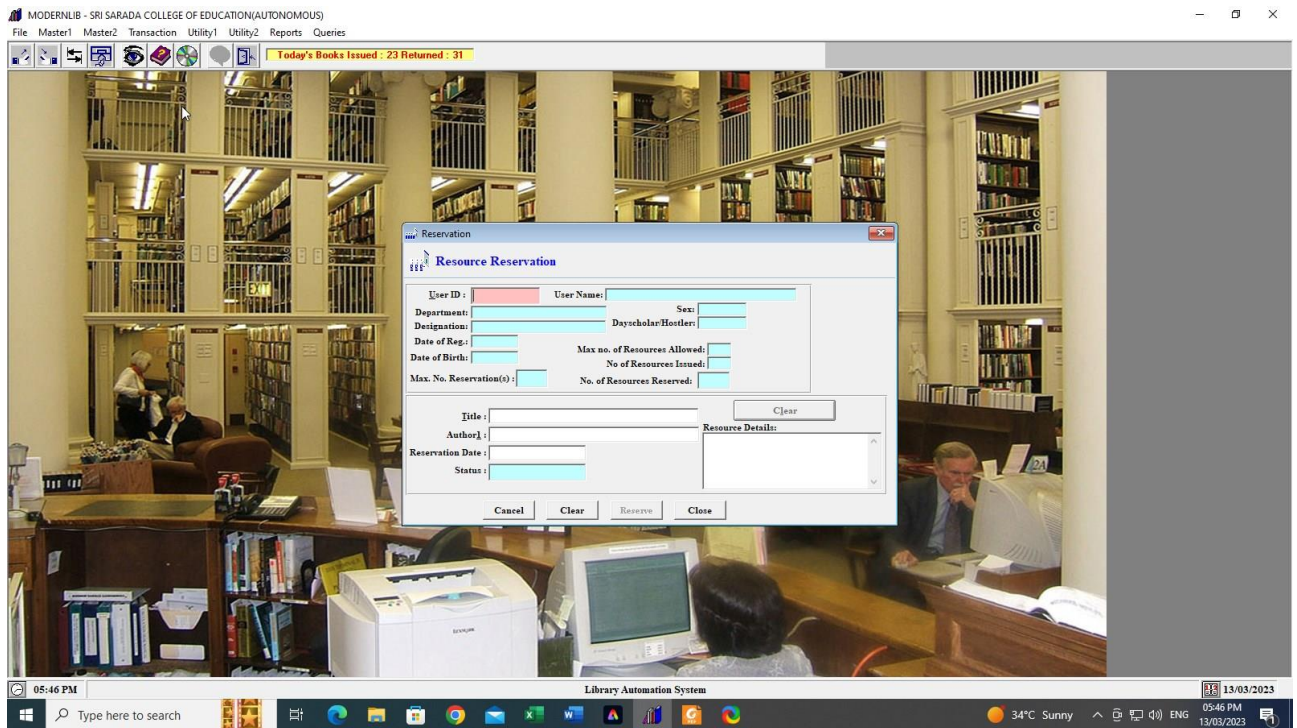 MODERNLIB - SRI SARADA COLLEGE OF EDUCATION(AUTONOMOUS)
File Master1 Master2 Transaction Utility1 Utility2 Reports Queries
Today's Books Issued : 23 Returned : 31
EXIT
Reservation
Resource Reservation
User ID : User Name:
Department: Sex:
Designation: Dayscholar/Hostler:
Date of Reg.:
Max no. of Resources Allowed:
Date of Birth:
No of Resources Issued:
Max. No. Reservation(s) : No. of Resources Reserved:
Title : Clear
Author1 : Resource Details:
Reservation Date :
Status :
Cancel Clear Reserve Close
2A
LEXMARK
05:46 PM Library Automation System 13/03/2023
Type here to search 34°C Sunny ENG 05:46 PM
13/03/2023